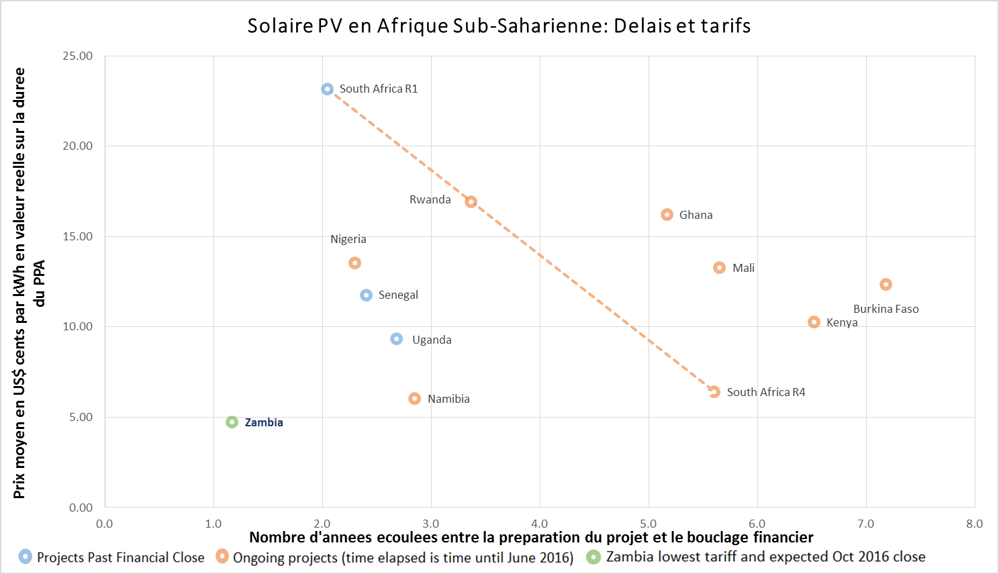 Solaire PV en Afrique Sub-Saharienne: Delais et tarifs
Prix moyen en US$ cents par kWh en valeur reelle sur la duree
du PPA
25.00
20.00
15.00
10.00
5.00
0.00
South Africa R1
Rwanda
Ghana
Nigeria
Mali
Senegal
Burkina Faso
Kenya
Uganda
South Africa R4
Namibia
Zambia
0.0 1.0 2.0 3.0 4.0 5.0 6.0 7.0 8.0
Nombre d'annees ecoulees entre la preparation du projet et le bouclage financier
Projects Past Financial Close Ongoing projects (time elapsed is time until June 2016) Zambia lowest tariff and expected Oct 2016 close